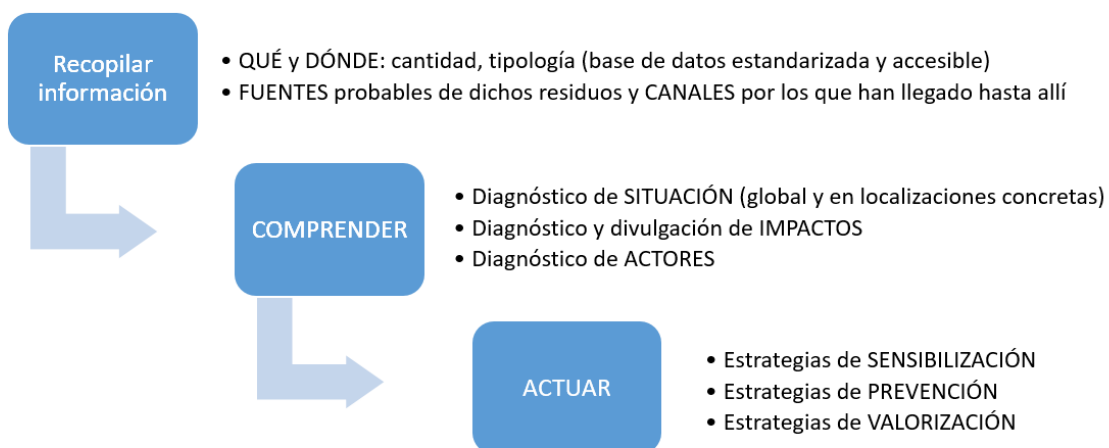 Recopilar
información
• QUÉ y DÓNDE: cantidad, tipología (base de datos estandarizada y accesible)
• FUENTES probables de dichos residuos y CANALES por los que han llegado hasta allí
COMPRENDER
• Diagnóstico de SITUACIÓN (global y en localizaciones concretas)
• Diagnóstico y divulgación de IMPACTOS
• Diagnóstico de ACTORES
ACTUAR
• Estrategias de SENSIBILIZACIÓN
• Estrategias de PREVENCIÓN
• Estrategias de VALORIZACIÓN